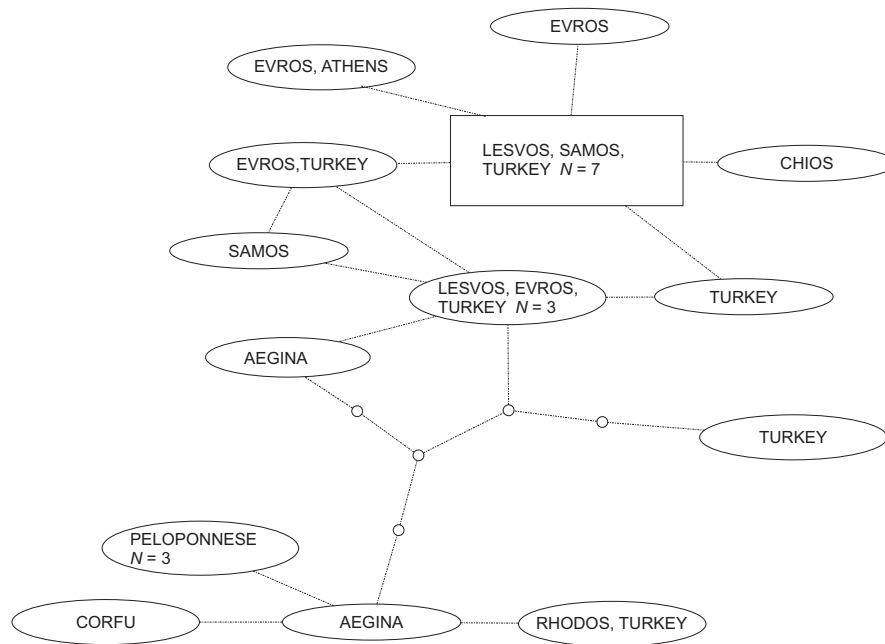 EVROS
EVROS, ATHENS
LESVOS, SAMOS,
TURKEY N = 7
EVROS,TURKEY
CHIOS
SAMOS
LESVOS, EVROS,
TURKEY N = 3
TURKEY
AEGINA
TURKEY
PELOPONNESE
N = 3
CORFU
AEGINA
RHODOS, TURKEY